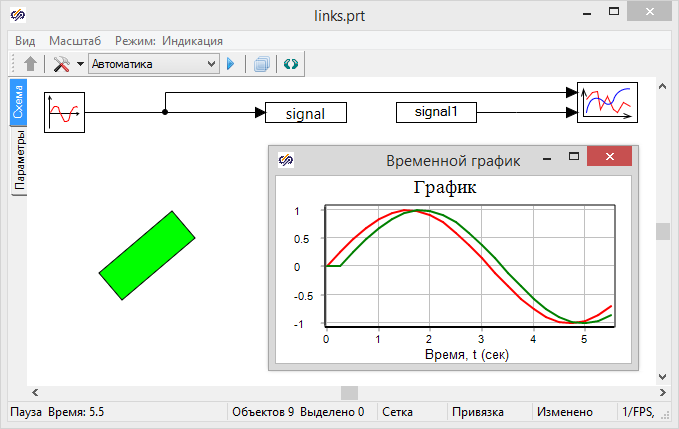 links.prt
Вид Масштаб Режим: Индикация
Автоматика
Схема
Параметры
signal
signal1
Временной график
График
1
0.5
0
-0.5
-1
0 1 2 3 4 5
Время, t (сек)
Пауза Время: 5.5 Объектов 9 Выделено 0 Сетка Привязка Изменено 1/FPS,